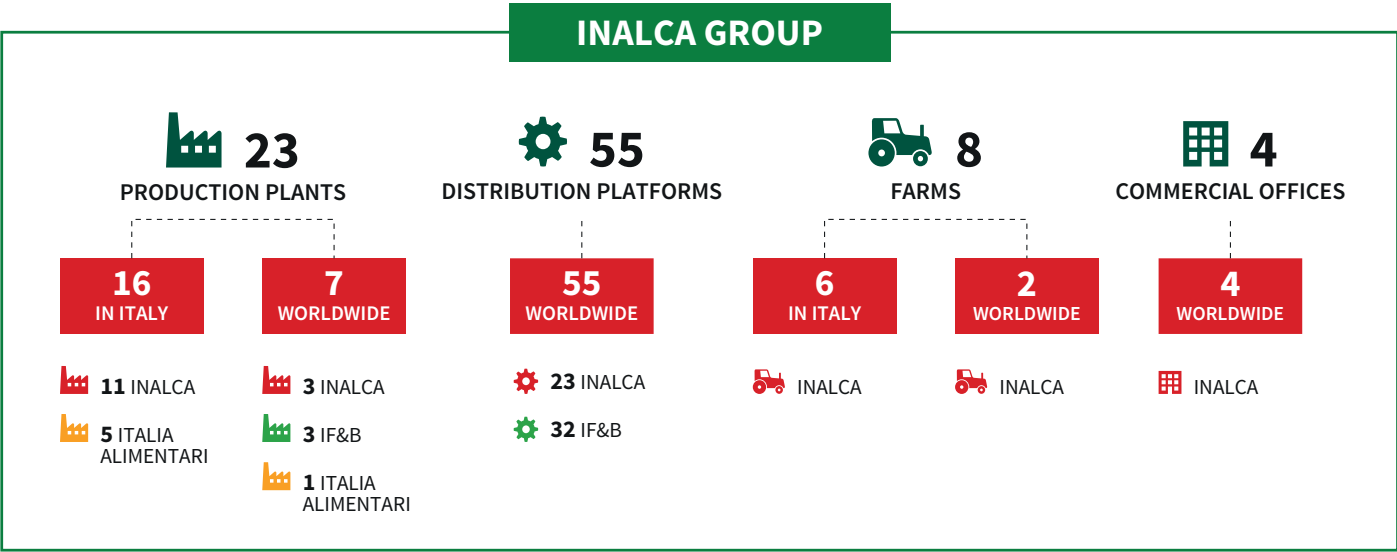 INALCA GROUP
23
PRODUCTION PLANTS
16
IN ITALY
11 INALCA
5 ITALIA
ALIMENTARI
7
WORLDWIDE
3 INALCA
3 IF&B
1 ITALIA
ALIMENTARI
55
DISTRIBUTION PLATFORMS
55
WORLDWIDE
23 INALCA
32 IF&B
8
FARMS
6
IN ITALY
INALCA
2
WORLDWIDE
INALCA
4
COMMERCIAL OFFICES
4
WORLDWIDE
INALCA